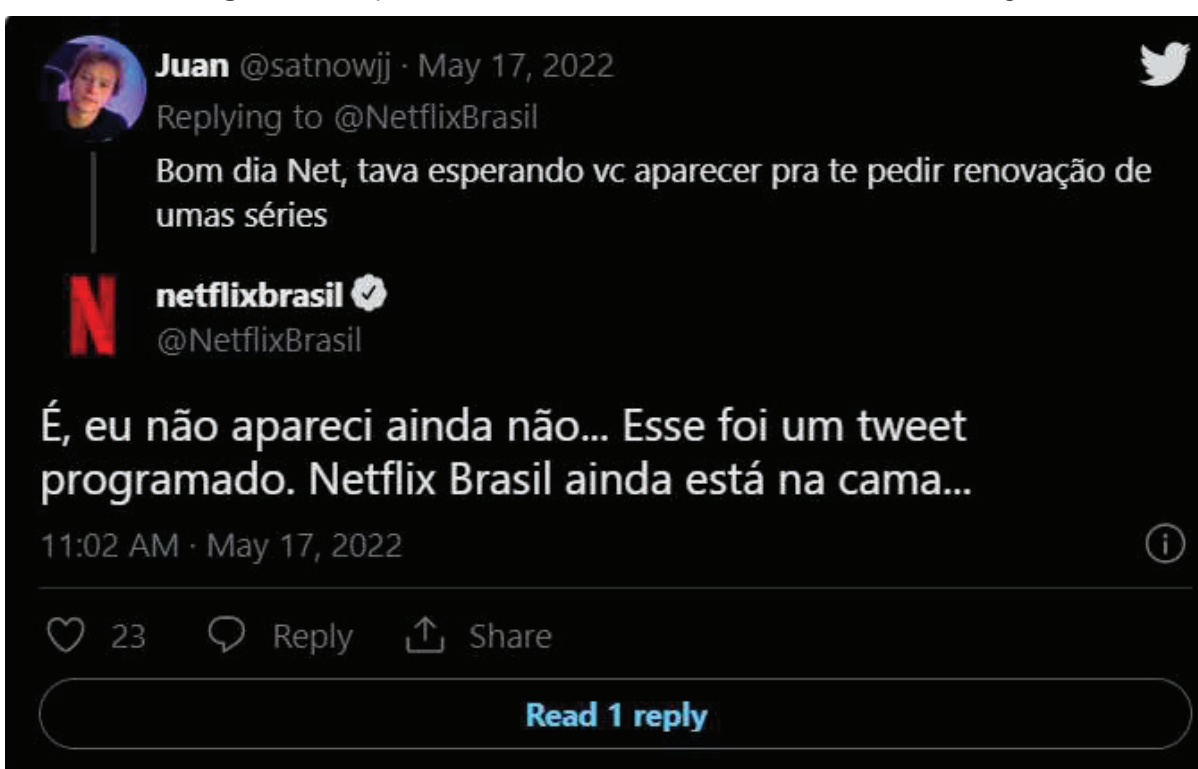 Juan @satnowjj · May 17, 2022
Replying to @NetflixBrasil
Bom dia Net, tava esperando vc aparecer pra te pedir renovação de
umas séries
N
netflixbrasil
@NetflixBrasil
É, eu não apareci ainda não... Esse foi um tweet
programado. Netflix Brasil ainda está na cama...
11:02 AM · May 17, 2022
23 Reply Share
Read 1 reply